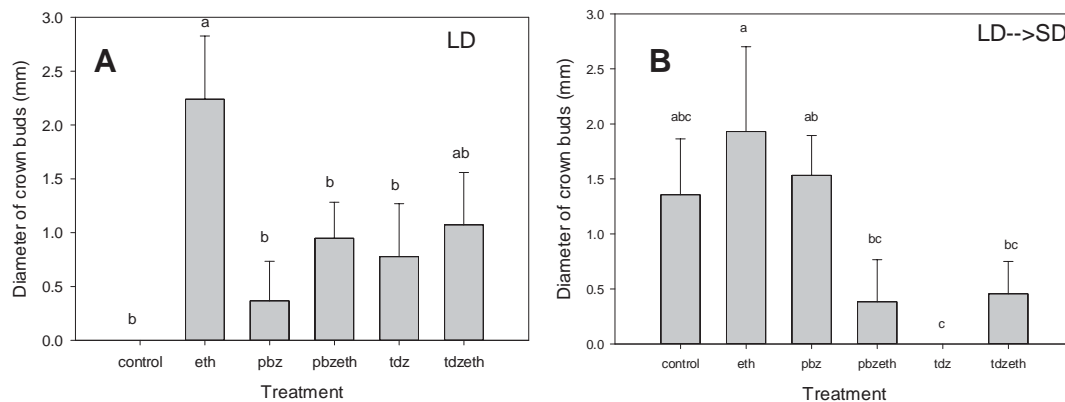 A
LD
Diameter of crown buds (mm)
3.0
2.5
2.0
1.5
1.0
0.5
0.0
b
a
b
b
b
ab
control eth pbz pbzeth tdz tdzeth
Treatment
B
LD-->SD
Diameter of crown buds (mm)
3.0
2.5
2.0
1.5
1.0
0.5
0.0
abc
a
ab
bc
c
bc
control eth pbz pbzeth tdz tdzeth
Treatment